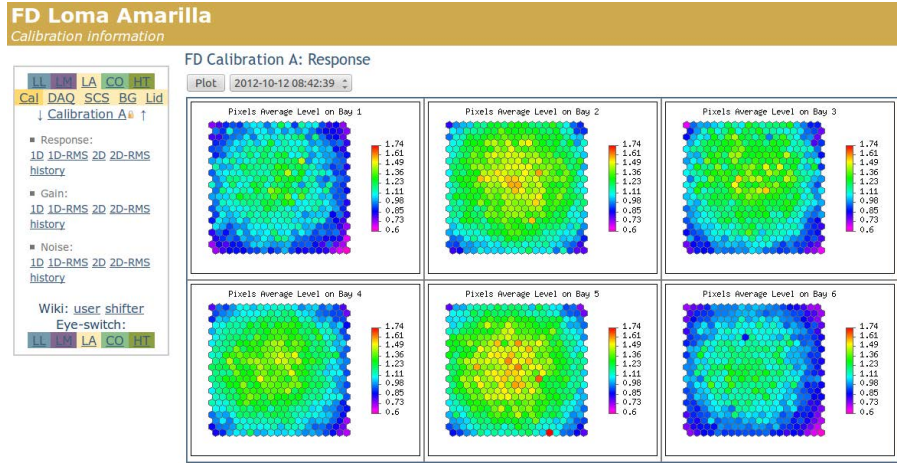 FD Loma Amarilla
Calibration information
FD Calibration A: Response
Plot 2012-10-12 08:42:39
LL LM LA CO HT
Cal DAQ SCS BG Lid
↓ Calibration A ↑
Response:
1D 1D-RMS 2D 2D-RMS
history
Gain:
1D 1D-RMS 2D 2D-RMS
history
Noise:
1D 1D-RMS 2D 2D-RMS
history
Wiki: user shifter
Eye-switch:
LL LM LA CO HT
Pixels Average Level on Bay 1
1.74
1.61
1.49
1.36
1.23
1.11
0.98
0.85
0.73
0.6
Pixels Average Level on Bay 2
1.74
1.61
1.49
1.36
1.23
1.11
0.98
0.85
0.73
0.6
Pixels Average Level on Bay 3
1.74
1.61
1.49
1.36
1.23
1.11
0.98
0.85
0.73
0.6
Pixels Average Level on Bay 4
1.74
1.61
1.49
1.36
1.23
1.11
0.98
0.85
0.73
0.6
Pixels Average Level on Bay 5
1.74
1.61
1.49
1.36
1.23
1.11
0.98
0.85
0.73
0.6
Pixels Average Level on Bay 6
1.74
1.61
1.49
1.36
1.23
1.11
0.98
0.85
0.73
0.6